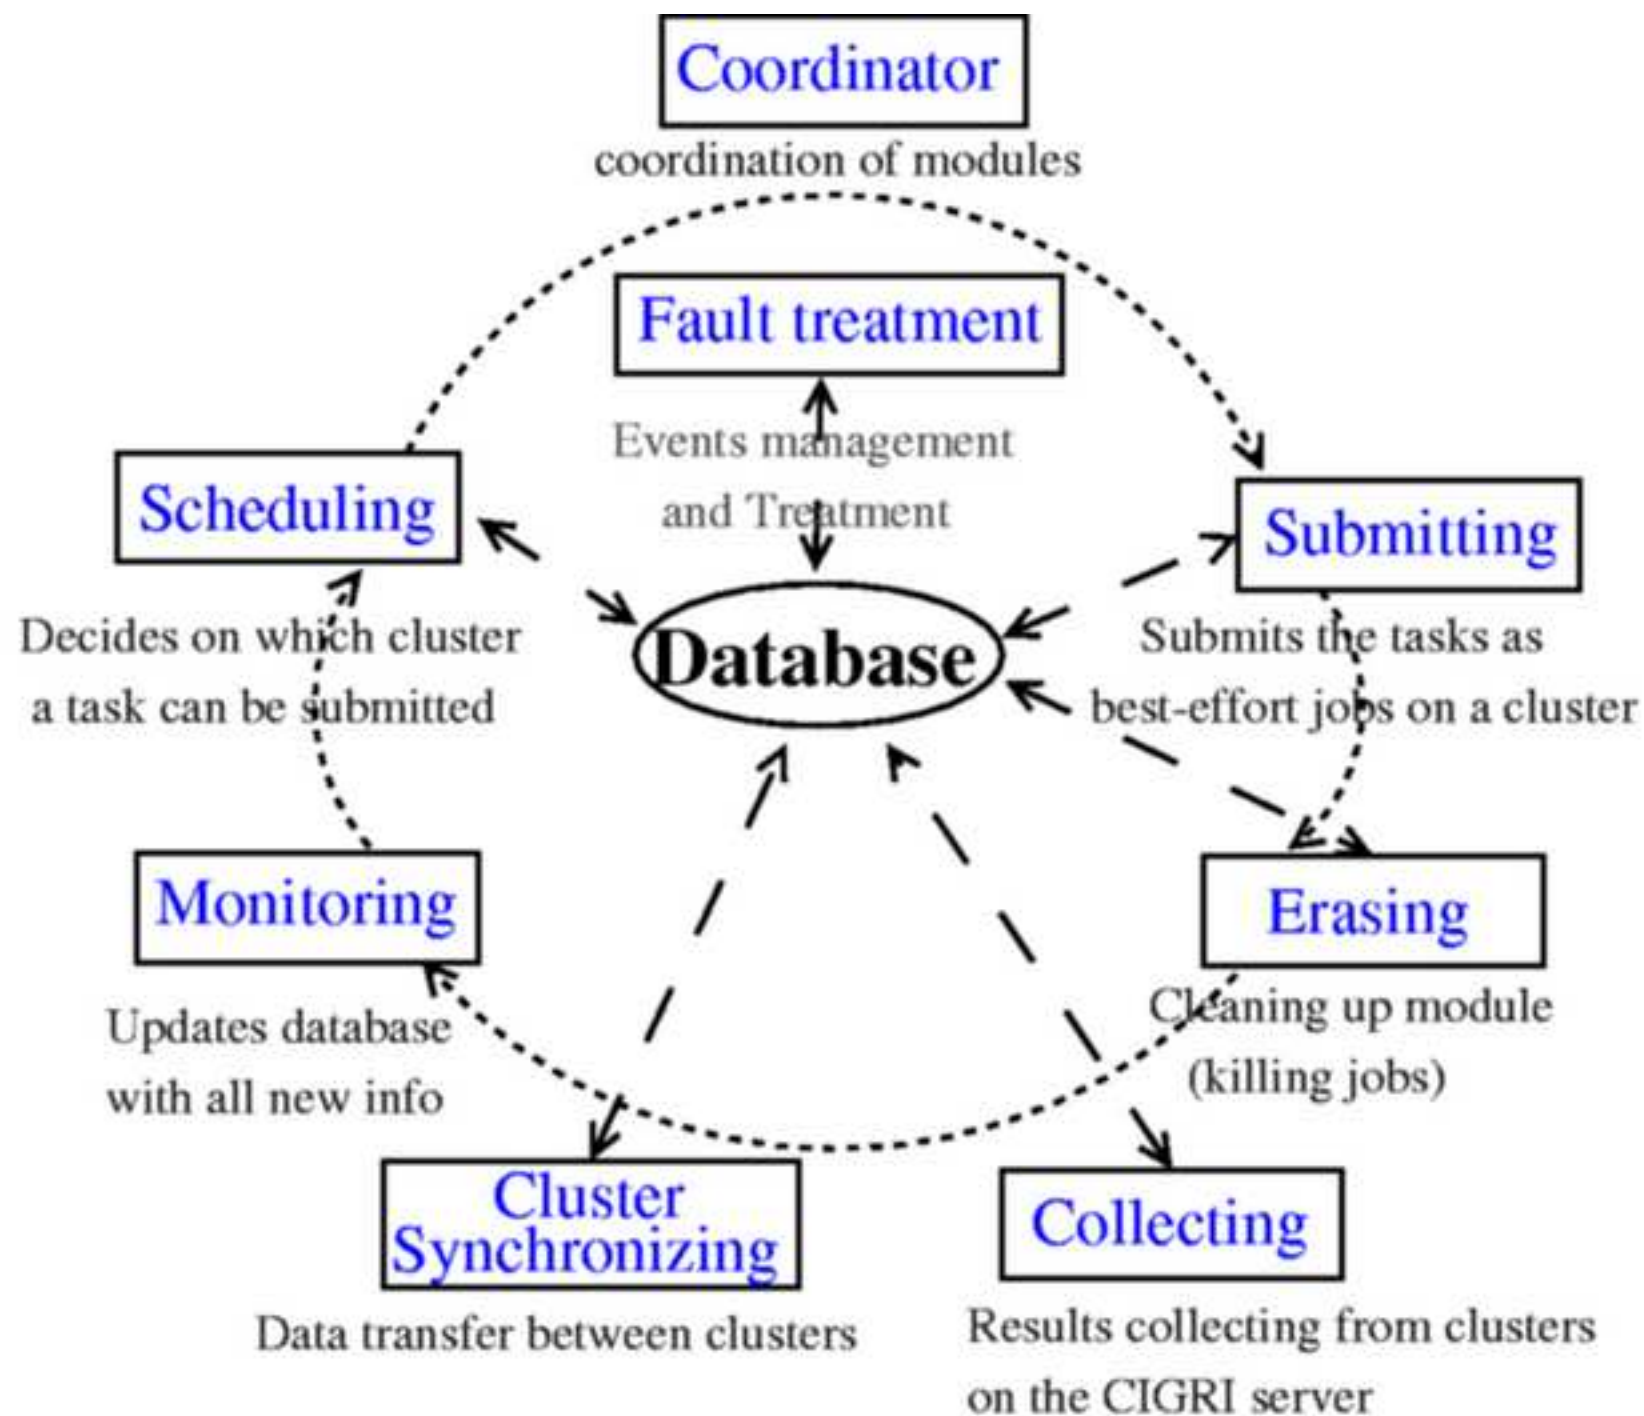 Coordinator
coordination of modules
Fault treatment
Events management
and Treatment
Scheduling
Decides on which cluster
a task can be submitted
Submitting
Submits the tasks as
best-effort jobs on a cluster
Database
Monitoring
Updates database
with all new info
Erasing
Cleaning up module
(killing jobs)
Cluster
Synchronizing
Data transfer between clusters
Collecting
Results collecting from clusters
on the CIGRI server